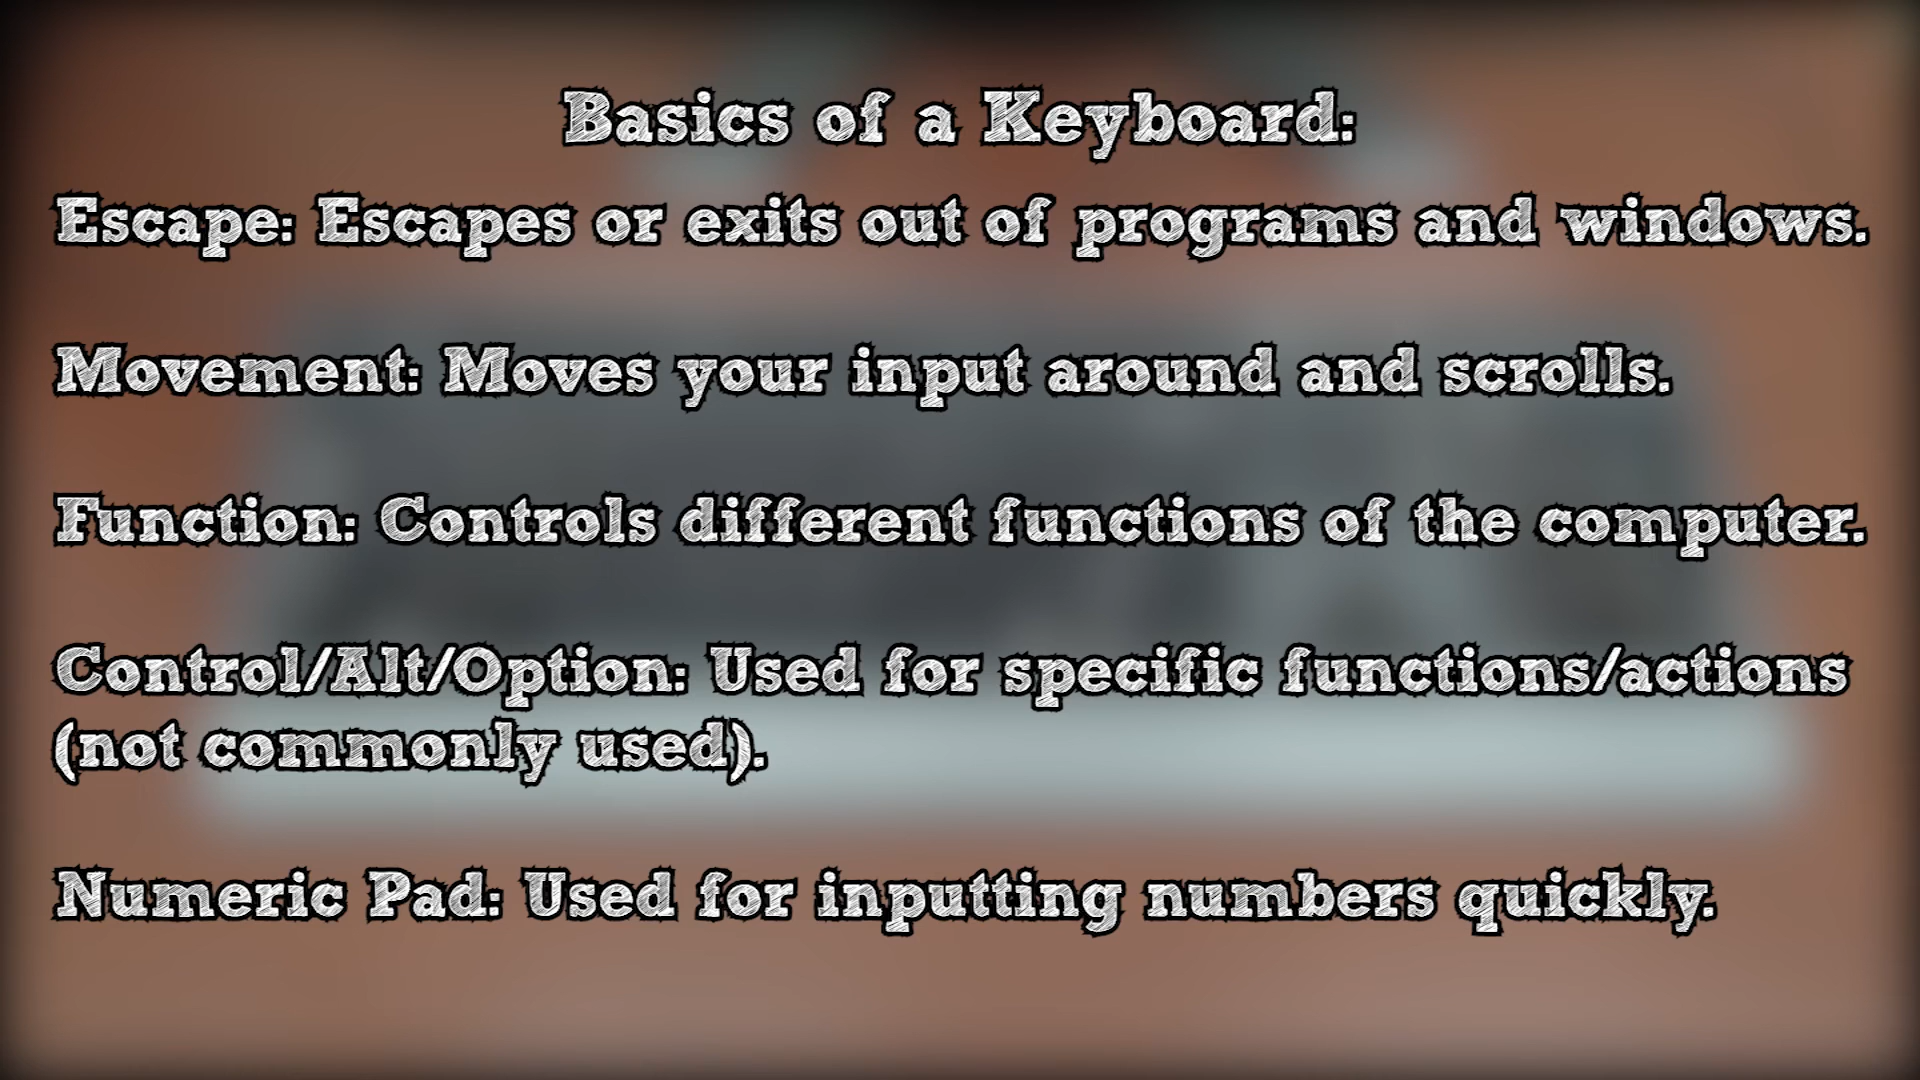 Basics of a Keyboard:
Escape: Escapes or exits out of programs and windows.
Movement: Moves your input around and scrolls.
Function: Controls different functions of the computer.
Control/Alt/Option: Used for specific functions/actions
(not commonly used).
Numeric Pad: Used for inputting numbers quickly.